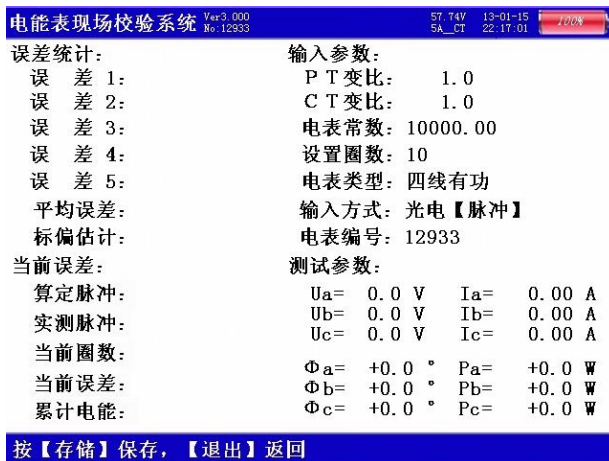 电能表现场校验系统 Ver3.000 No:12933 57.74V 5A__CT 13-01-15 22:17:01 100%
误差统计:
误 差 1:
误 差 2:
误 差 3:
误 差 4:
误 差 5:
平均误差:
标偏估计:
当前误差:
算定脉冲:
实测脉冲:
当前圈数:
当前误差:
累计电能:
输入参数:
PT变比: 1.0
CT变比: 1.0
电表常数: 10000.00
设置圈数: 10
电表类型: 四线有功
输入方式: 光电【脉冲】
电表编号: 12933
测试参数:
Ua= 0.0 V Ia= 0.00 A
Ub= 0.0 V Ib= 0.00 A
Uc= 0.0 V Ic= 0.00 A
Φa= +0.0 ° Pa= +0.0 W
Φb= +0.0 ° Pb= +0.0 W
Φc= +0.0 ° Pc= +0.0 W
按【存储】保存，【退出】返回